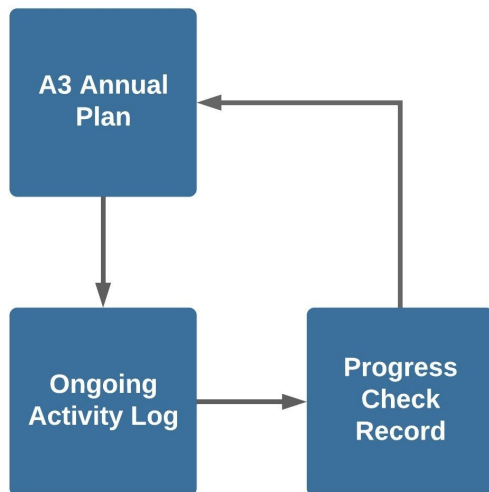 A3 Annual
Plan
Ongoing
Activity Log
Progress
Check
Record